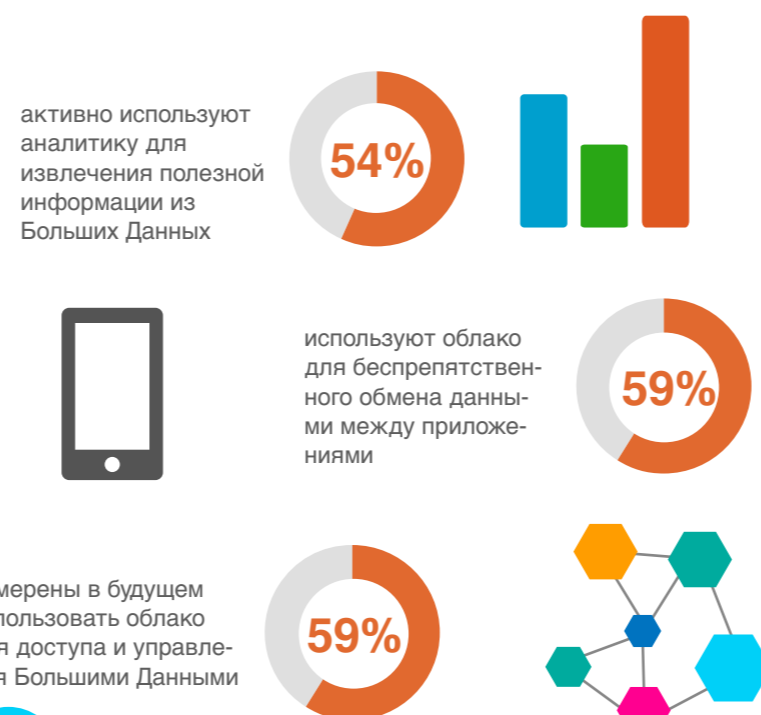 активно используют
аналитику для
извлечения полезной
информации из
Больших Данных
54%
используют облако
для беспрепятствен-
ного обмена данны-
ми между приложе-
ниями
59%
мерены в будущем
пользовать облако
я доступа и управле-
я Большими Данными
59%